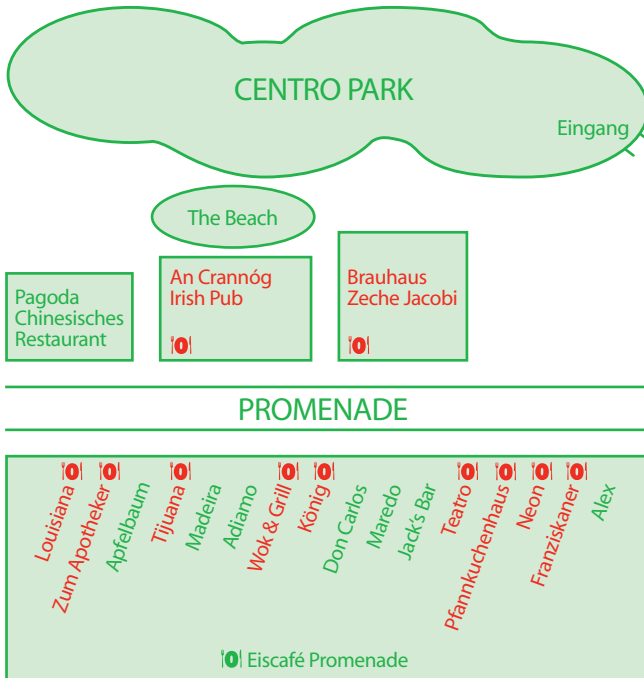 CENTRO PARK
Eingang
The Beach
Pagoda
Chinesisches
Restaurant
An Crannóg
Irish Pub
Brauhaus
Zeche Jacobi
PROMENADE
Louisiana
Zum Apotheker
Apfelbaum
Tijuana
Madeira
Adiamo
Wok & Grill
König
Don Carlos
Maredo
Jack's Bar
Teatro
Pfannkuchenhaus
Neon
Franziskaner
Alex
Eiscafé Promenade